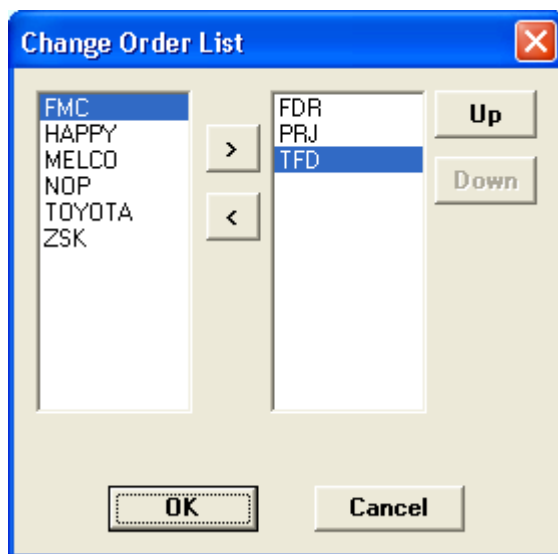 Change Order List
FMC
HAPPY
MELCO
NOP
TOYOTA
ZSK
>
<
FDR
PRJ
TFD
Up
Down
OK
Cancel